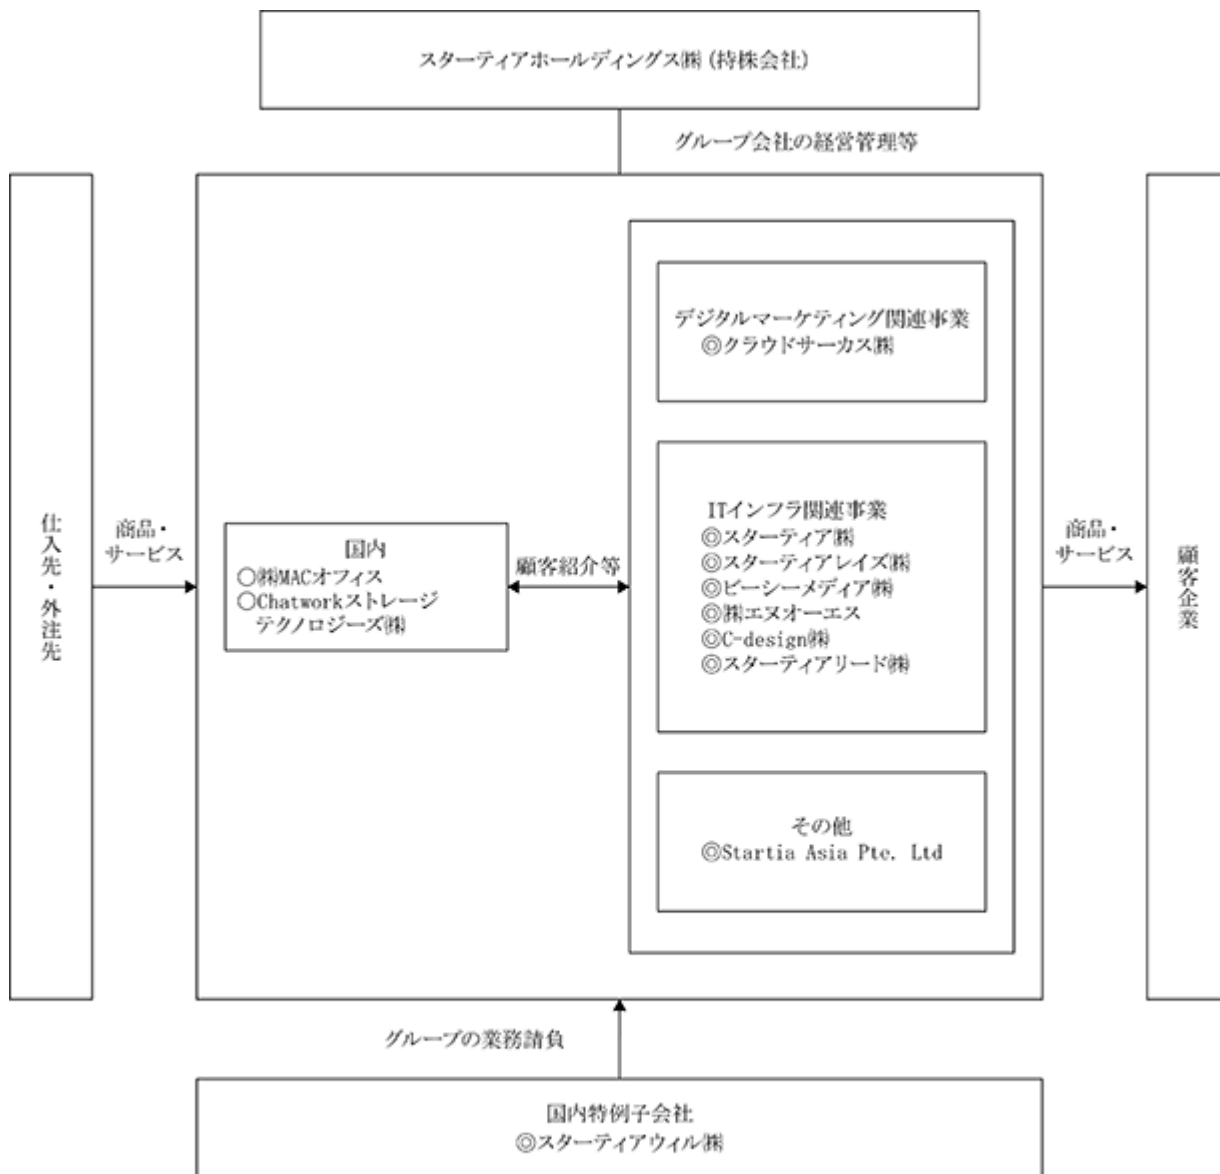 スターティアホールディングス㈱(持株会社)
グループ会社の経営管理等
仕入先・外注先
商品・
サービス
国内
○㈱MACオフィス
○Chatworkストレージ
テクノロジーズ㈱
顧客紹介等
デジタルマーケティング関連事業
◎クラウドサーカス㈱
ITインフラ関連事業
◎スターティア㈱
◎スターティアレイズ㈱
◎ビーシーメディア㈱
◎㈱エヌオーエス
◎C-design㈱
◎スターティアリード㈱
その他
◎Startia Asia Pte. Ltd
商品・
サービス
顧客企業
グループの業務請負
国内特例子会社
◎スターティアウィル㈱